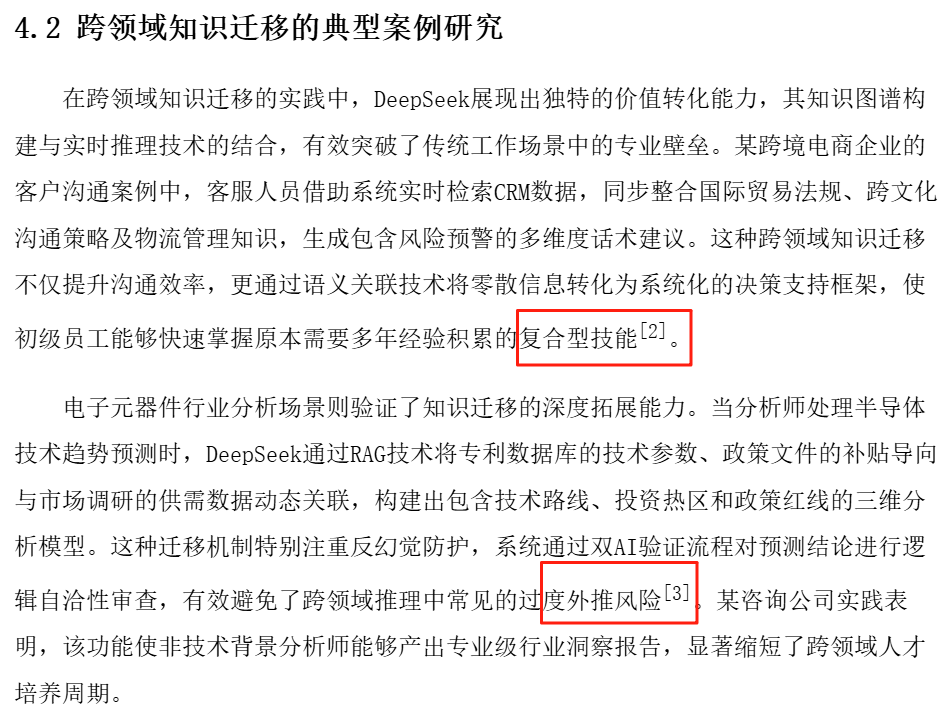 4.2 跨领域知识迁移的典型案例研究
在跨领域知识迁移的实践中，DeepSeek展现出独特的价值转化能力，其知识图谱构
建与实时推理技术的结合，有效突破了传统工作场景中的专业壁垒。某跨境电商企业的
客户沟通案例中，客服人员借助系统实时检索CRM数据，同步整合国际贸易法规、跨文化
沟通策略及物流管理知识，生成包含风险预警的多维度话术建议。这种跨领域知识迁移
不仅提升沟通效率，更通过语义关联技术将零散信息转化为系统化的决策支持框架，使
初级员工能够快速掌握原本需要多年经验积累的复合型技能[2]。
电子元器件行业分析场景则验证了知识迁移的深度拓展能力。当分析师处理半导体
技术趋势预测时，DeepSeek通过RAG技术将专利数据库的技术参数、政策文件的补贴导向
与市场调研的供需数据动态关联，构建出包含技术路线、投资热区和政策红线的三维分
析模型。这种迁移机制特别注重反幻觉防护，系统通过双AI验证流程对预测结论进行逻
辑自洽性审查，有效避免了跨领域推理中常见的过度外推风险[3]。某咨询公司实践表
明，该功能使非技术背景分析师能够产出专业级行业洞察报告，显著缩短了跨领域人才
培养周期。